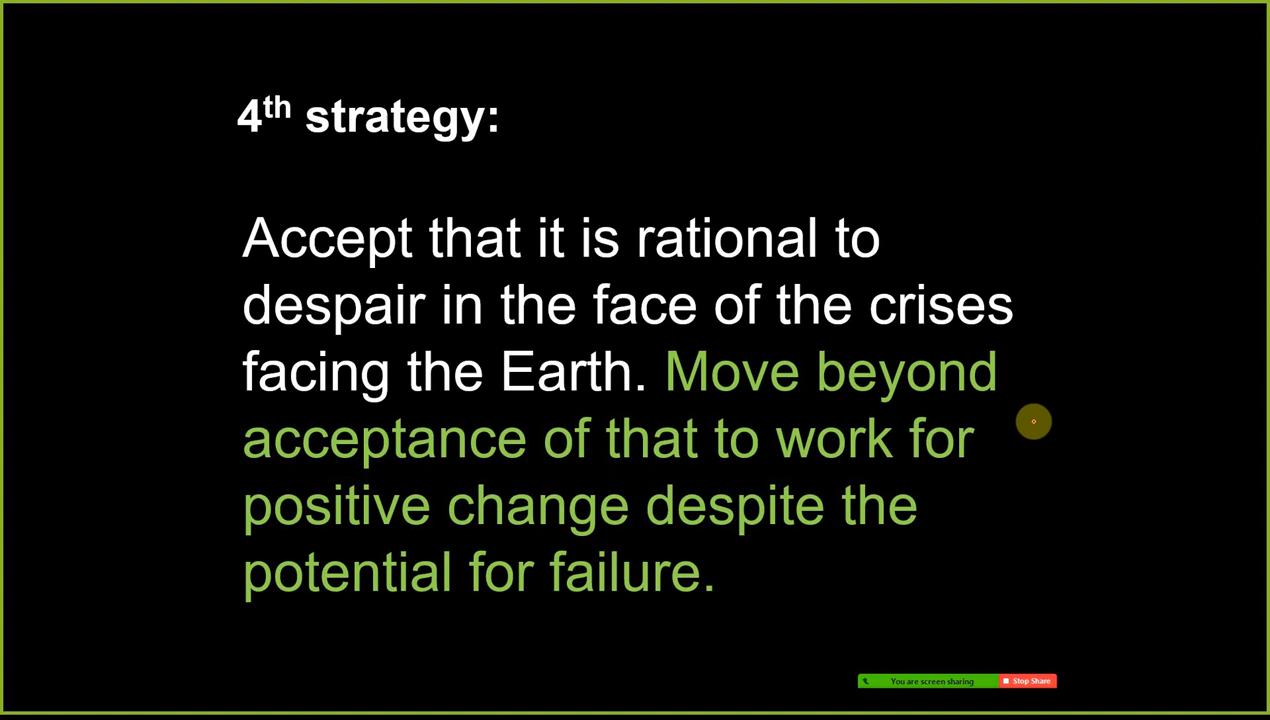 4th strategy:
Accept that it is rational to
despair in the face of the crises
facing the Earth. Move beyond
acceptance of that to work for
positive change despite the
potential for failure.
You are screen sharing
Stop Share